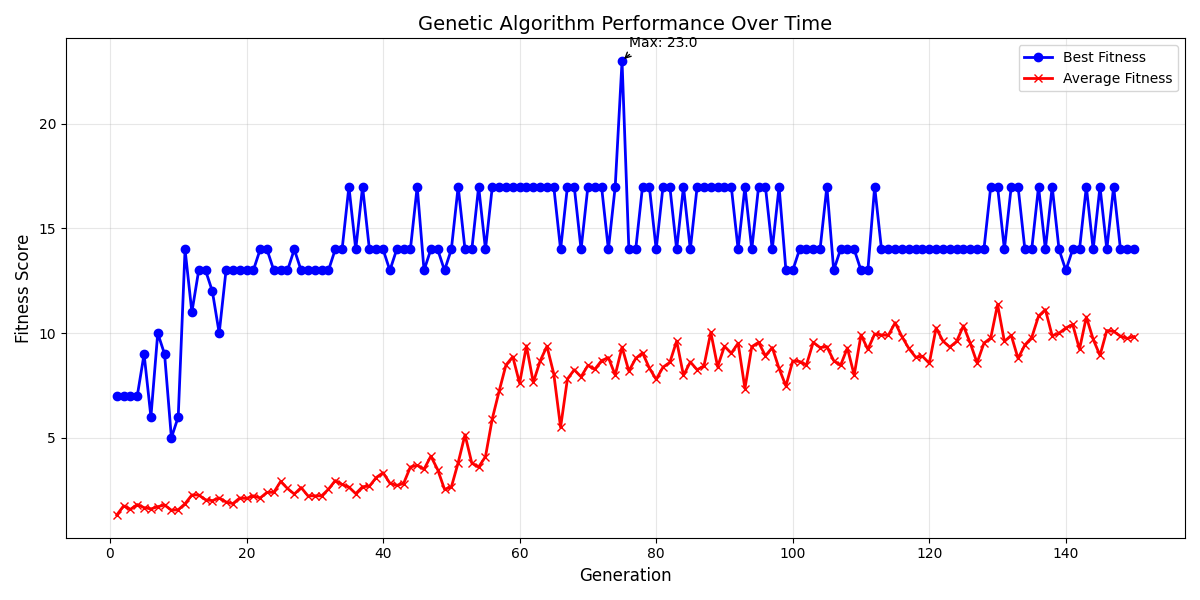 Genetic Algorithm Performance Over Time
Max: 23.0
Best Fitness
Average Fitness
Fitness Score
20
15
10
5
0 20 40 60 80 100 120 140
Generation